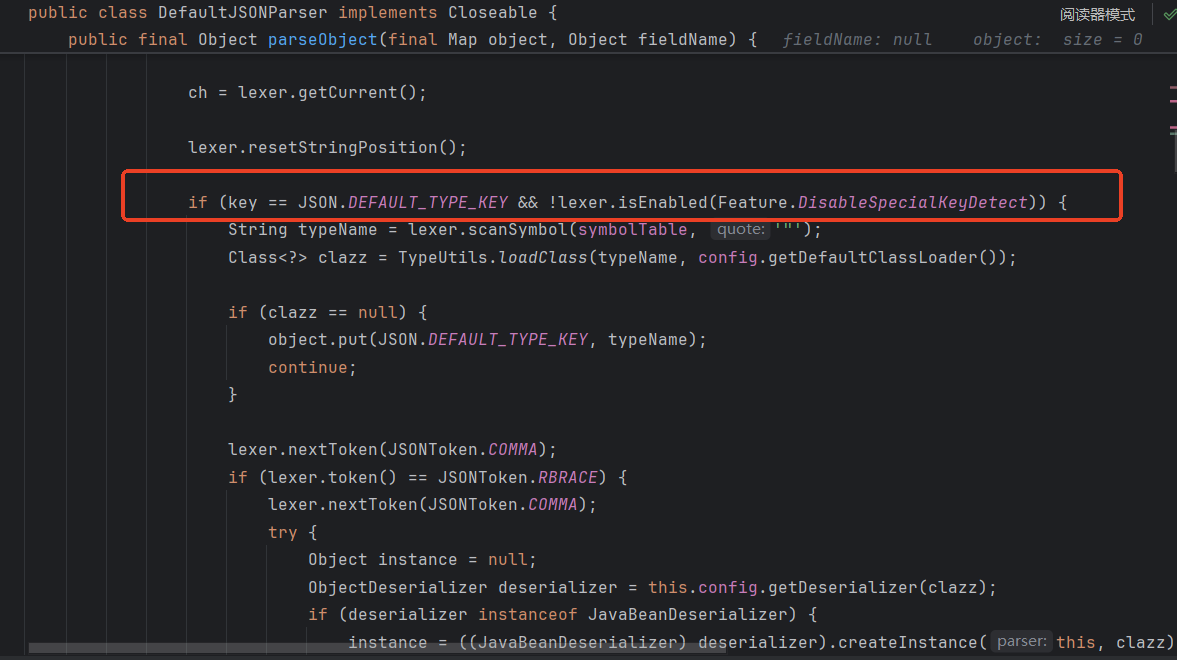 public class DefaultJSONParser implements Closeable {
阅读器模式
public final Object parseObject(final Map object, Object fieldName) { fieldName: null object: size = 0
ch = lexer.getCurrent();
lexer.resetStringPosition();
if (key == JSON.DEFAULT_TYPE_KEY && !lexer.isEnabled(Feature.DisableSpecialKeyDetect)) {
String typeName = lexer.scanSymbol(symbolTable, quote: '"');
Class<?> clazz = TypeUtils.loadClass(typeName, config.getDefaultClassLoader());
if (clazz == null) {
object.put(JSON.DEFAULT_TYPE_KEY, typeName);
continue;
}
lexer.nextToken(JSONToken.COMMA);
if (lexer.token() == JSONToken.RBRACE) {
lexer.nextToken(JSONToken.COMMA);
try {
Object instance = null;
ObjectDeserializer deserializer = this.config.getDeserializer(clazz);
if (deserializer instanceof JavaBeanDeserializer) {
instance = ((JavaBeanDeserializer) deserializer).createInstance( parser: this, clazz)